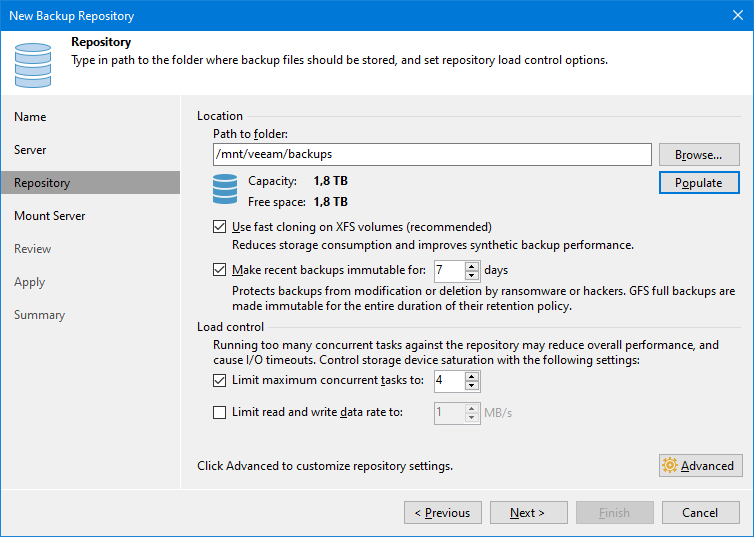 New Backup Repository
Repository
Type in path to the folder where backup files should be stored, and set repository load control options.
Name
Server
Repository
Mount Server
Review
Apply
Summary
Location
Path to folder:
/mnt/veeam/backups
Browse...
Capacity: 1,8 TB
Populate
Free space: 1,8 TB
Use fast cloning on XFS volumes (recommended)
Reduces storage consumption and improves synthetic backup performance.
Make recent backups immutable for: 7 days
Protects backups from modification or deletion by ransomware or hackers. GFS full backups are
made immutable for the entire duration of their retention policy.
Load control
Running too many concurrent tasks against the repository may reduce overall performance, and
cause I/O timeouts. Control storage device saturation with the following settings:
Limit maximum concurrent tasks to: 4
Limit read and write data rate to: 1 MB/s
Click Advanced to customize repository settings.
Advanced
< Previous
Next >
Finish
Cancel